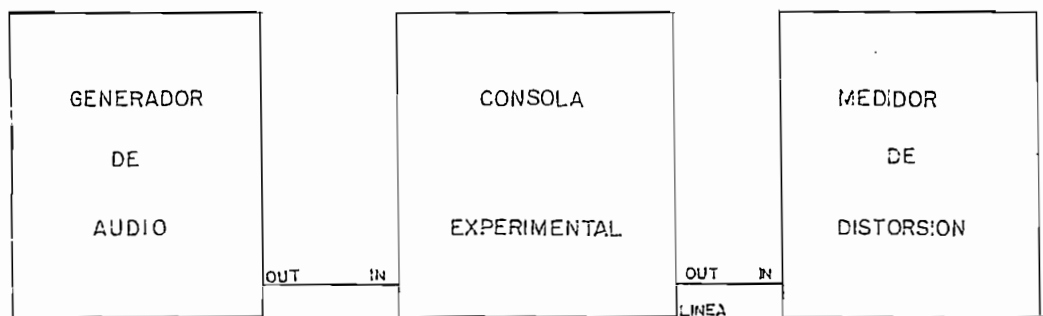 GENERADOR
DE
AUDIO
OUT IN
CONSOLA
EXPERIMENTAL
OUT IN
LINEA
MEDIDOR
DE
DISTORSION